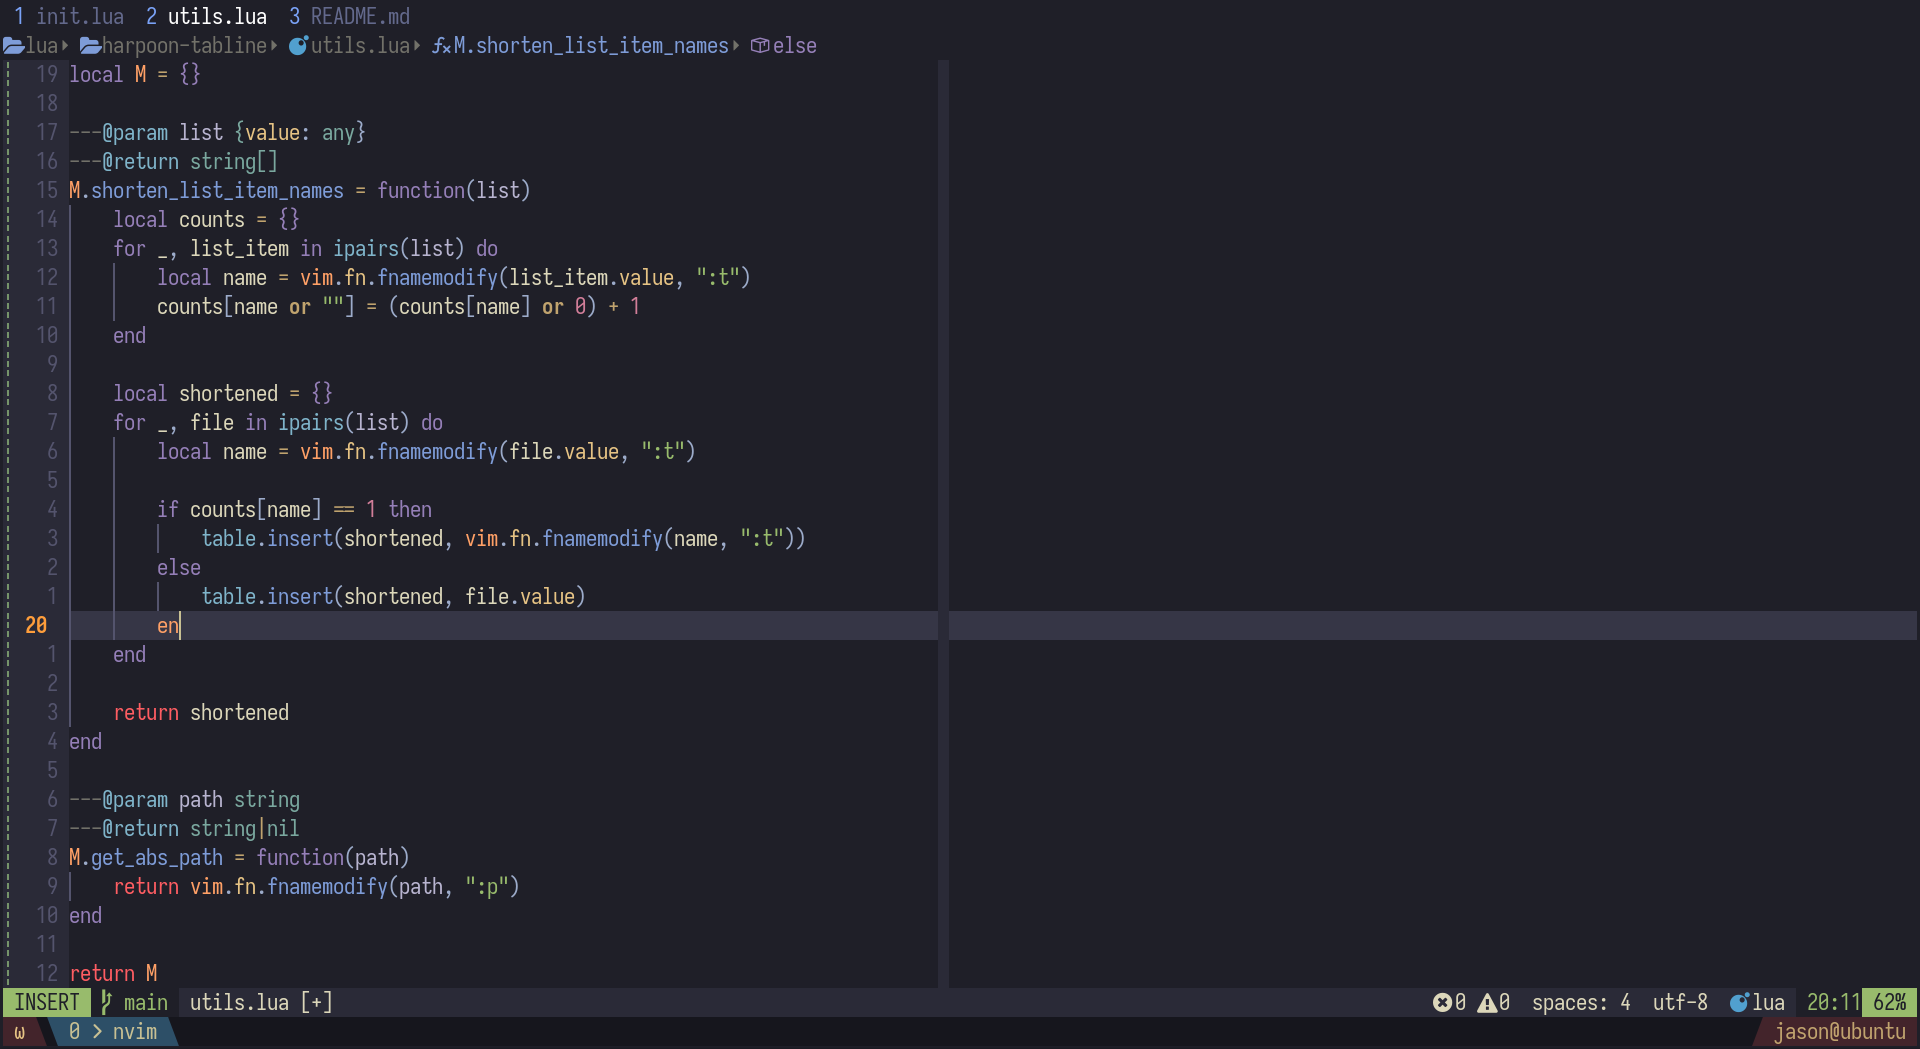 1 init.lua 2 utils.lua 3 README.md
lua harpoon-tabline utils.lua M.shorten_list_item_names else
19 local M = {}
18
17 ---@param list {value: any}
16 ---@return string[]
15 M.shorten_list_item_names = function(list)
14     local counts = {}
13     for _, list_item in ipairs(list) do
12         local name = vim.fn.fnamemodify(list_item.value, ":t")
11         counts[name or ""] = (counts[name] or 0) + 1
10     end
9
8     local shortened = {}
7     for _, file in ipairs(list) do
6         local name = vim.fn.fnamemodify(file.value, ":t")
5
4         if counts[name] == 1 then
3             table.insert(shortened, vim.fn.fnamemodify(name, ":t"))
2         else
1             table.insert(shortened, file.value)
20         en
1     end
2
3     return shortened
4 end
5
6 ---@param path string
7 ---@return string|nil
8 M.get_abs_path = function(path)
9     return vim.fn.fnamemodify(path, ":p")
10 end
11
12 return M
INSERT main utils.lua [+] 0 0 spaces: 4 utf-8 lua 20:11 62%
ω 0 > nvim jason@ubuntu